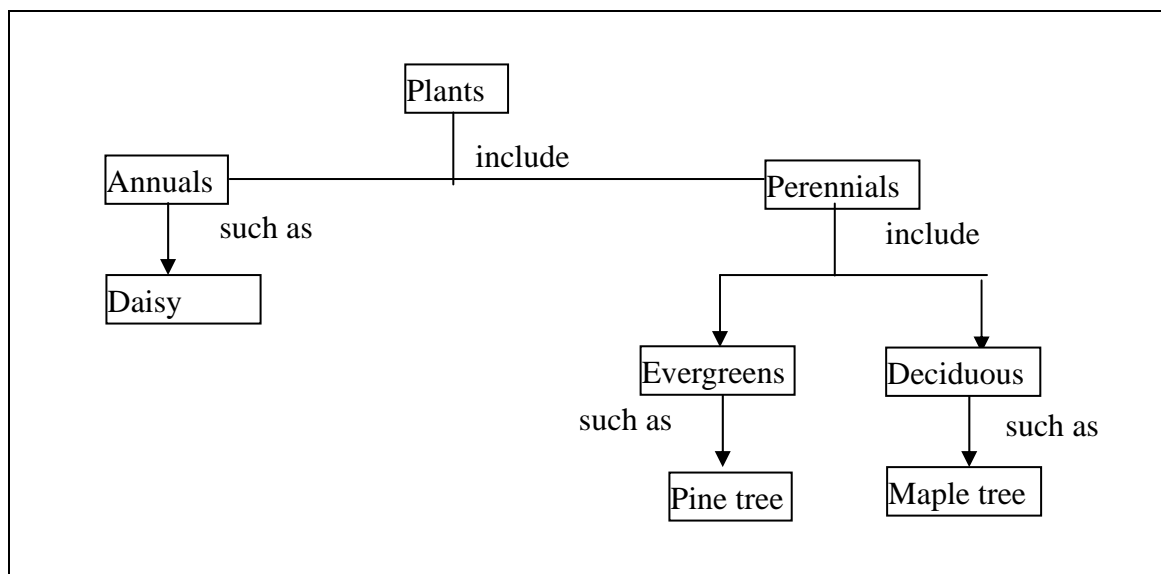 Plants
include
Annuals
Perennials
such as
include
Daisy
Evergreens
Deciduous
such as
such as
Pine tree
Maple tree